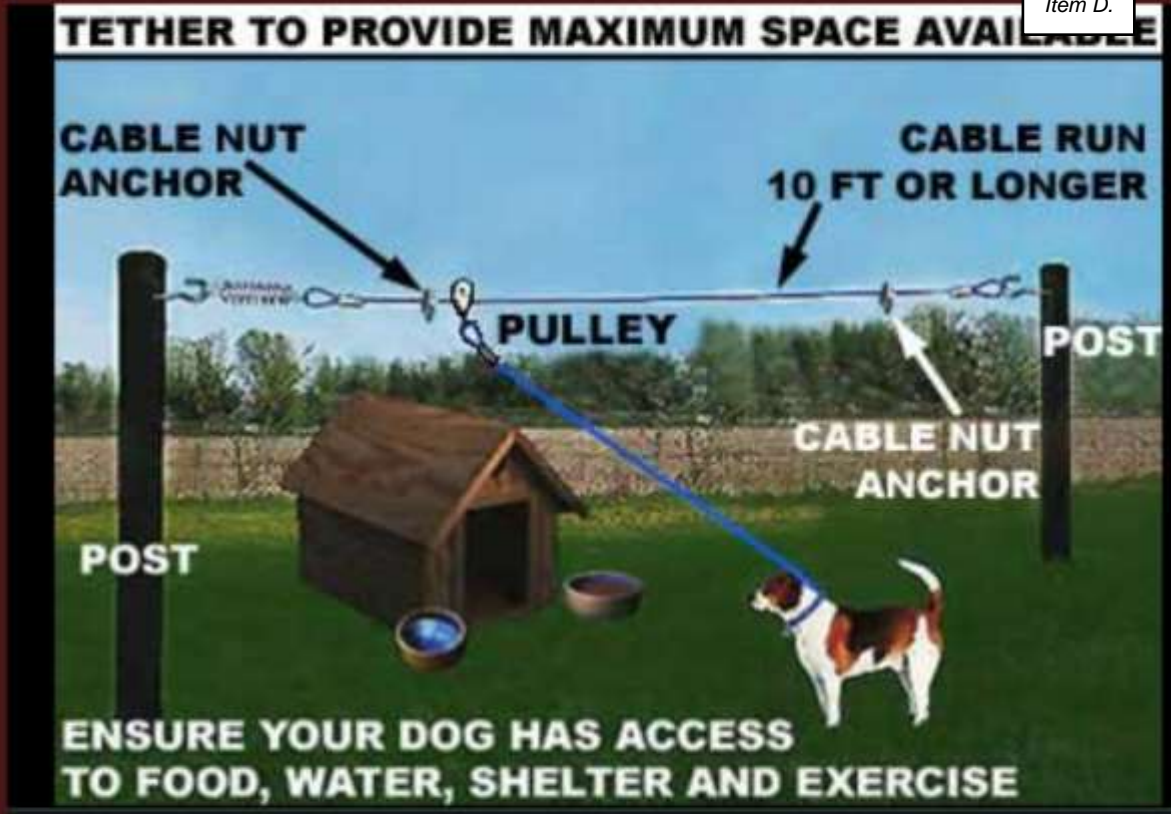 Item D.
TETHER TO PROVIDE MAXIMUM SPACE AVAILABLE
CABLE NUT
ANCHOR
CABLE RUN
10 FT OR LONGER
PULLEY
POST
CABLE NUT
ANCHOR
POST
ENSURE YOUR DOG HAS ACCESS
TO FOOD, WATER, SHELTER AND EXERCISE